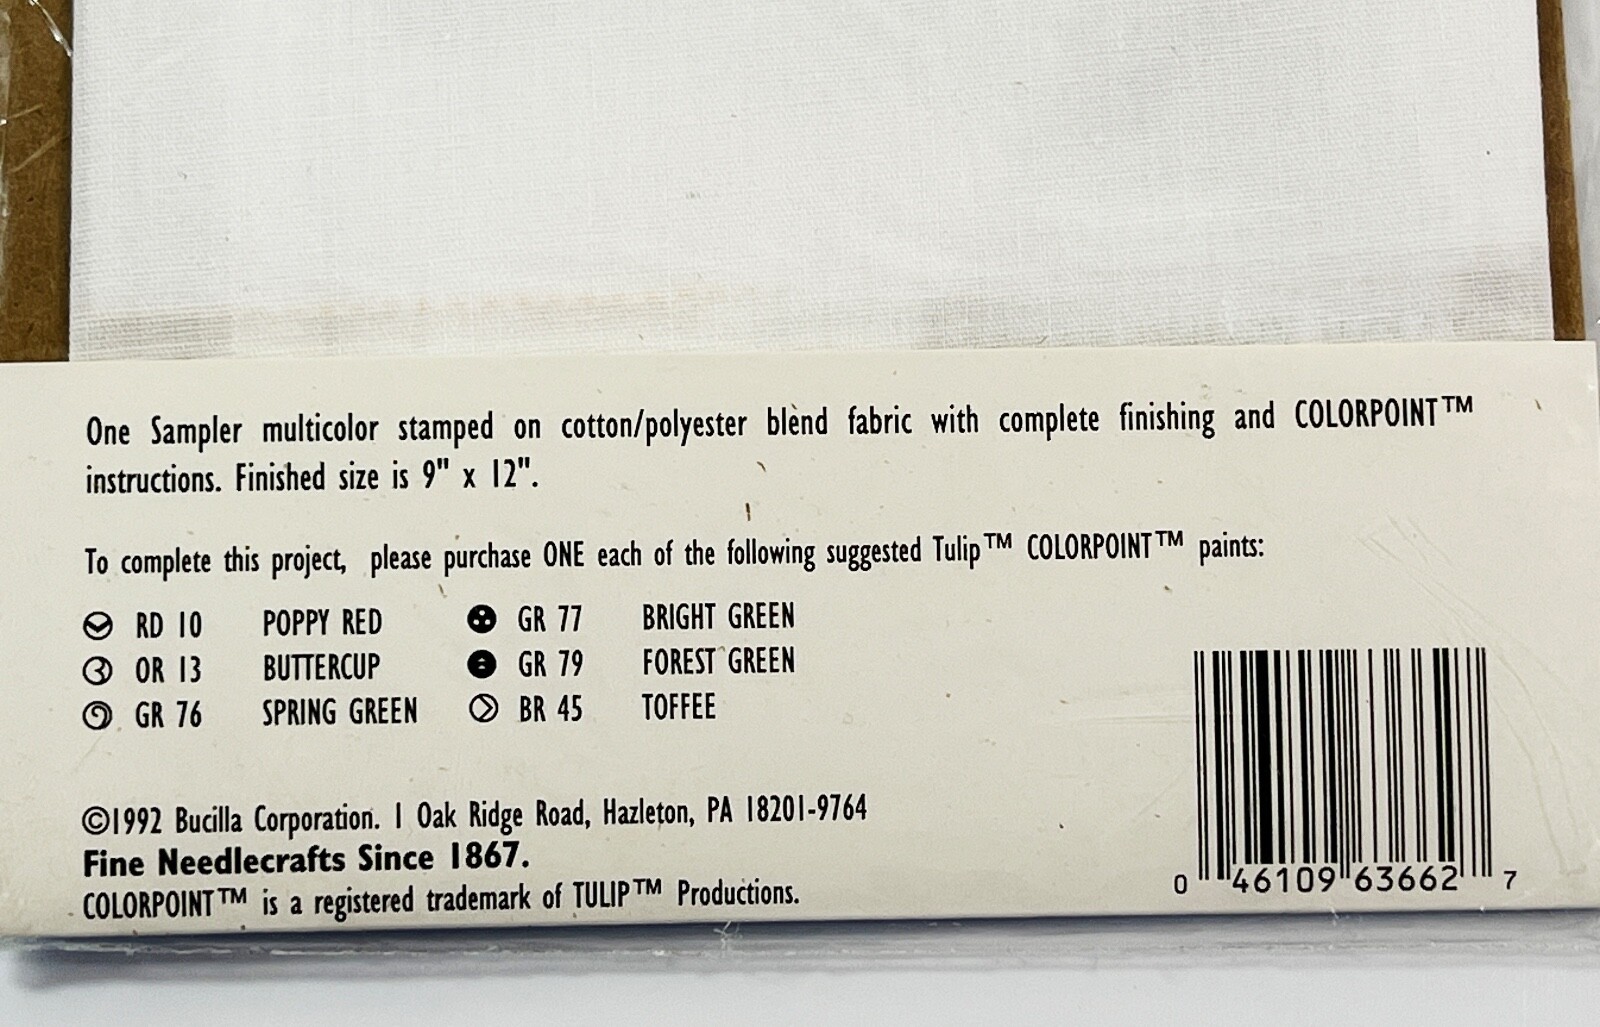 One Sampler multicolor stamped on cotton/polyester blend fabric with complete finishing and COLORPOINT™
instructions. Finished size is 9" x 12".
To complete this project, please purchase ONE each of the following suggested Tulip™ COLORPOINT™ paints:
RD 10 POPPY RED GR 77 BRIGHT GREEN
OR 13 BUTTERCUP GR 79 FOREST GREEN
GR 76 SPRING GREEN BR 45 TOFFEE
©1992 Bucilla Corporation. 1 Oak Ridge Road, Hazleton, PA 18201-9764
Fine Needlecrafts Since 1867.
COLORPOINT™ is a registered trademark of TULIP™ Productions.
0 46109 63662 7